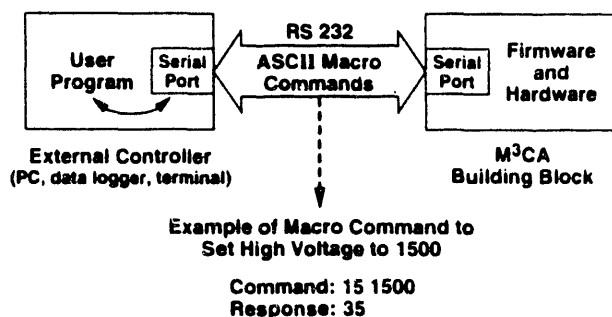 RS 232
User
Program
Serial
Port
ASCII Macro
Commands
Serial
Port
Firmware
and
Hardware
External Controller
(PC, data logger, terminal)
M³CA
Building Block
Example of Macro Command to
Set High Voltage to 1500
Command: 15 1500
Response: 35